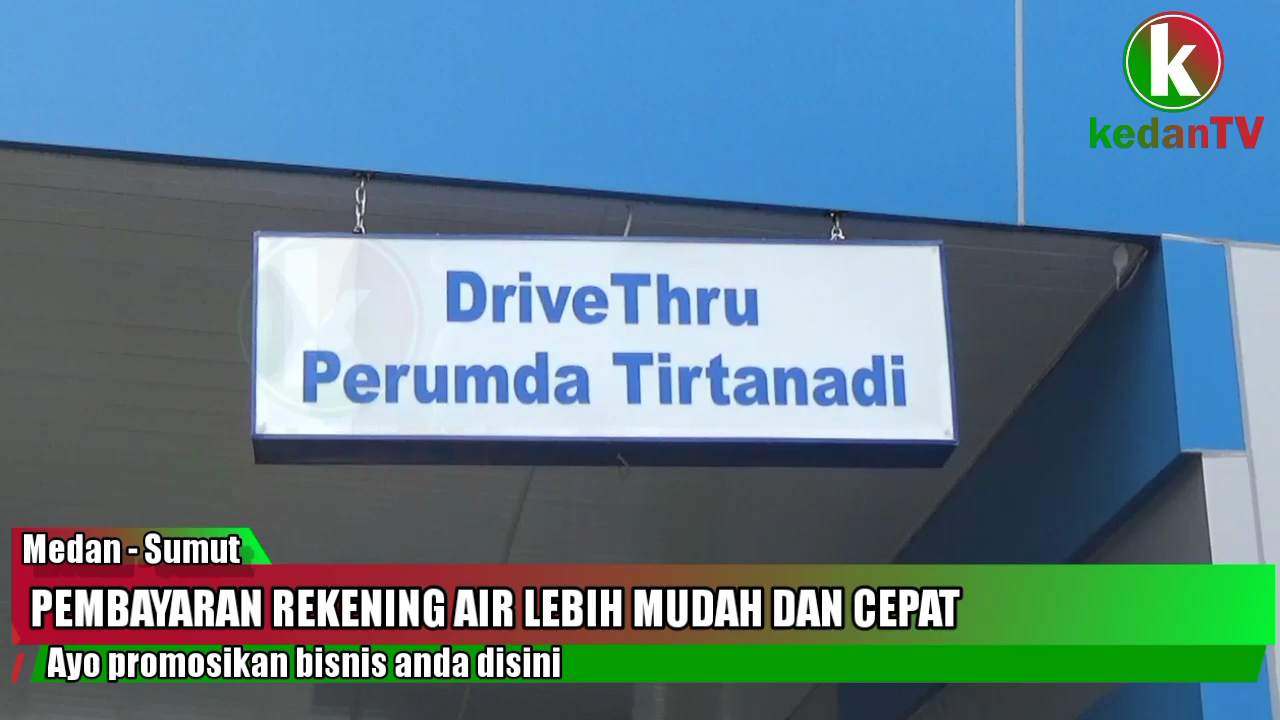 k
kedanTV
DriveThru
Perumda Tirtanadi
Medan - Sumut
PEMBAYARAN REKENING AIR LEBIH MUDAH DAN CEPAT
Ayo promosikan bisnis anda disini